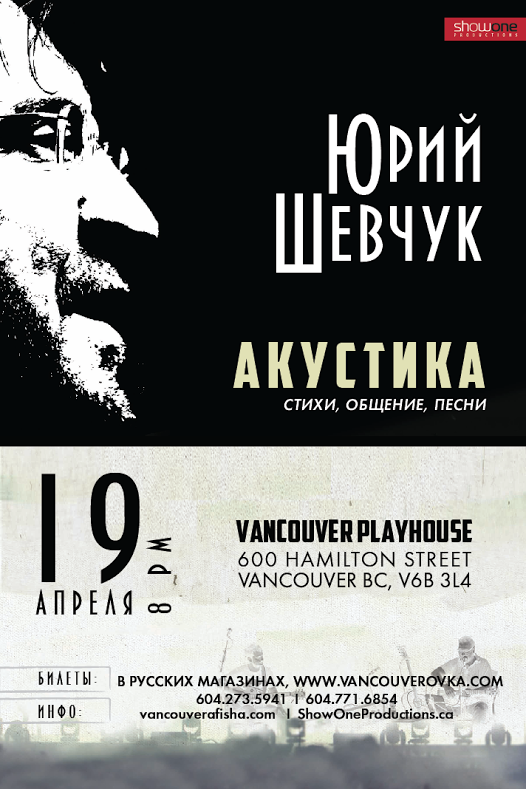 showone
PRODUCTIONS
ЮРИЙ
ШЕВЧУК
АКУСТИКА
СТИХИ, ОБЩЕНИЕ, ПЕСНИ
19
АПРЕЛЯ
8 PM
VANCOUVER PLAYHOUSE
600 HAMILTON STREET
VANCOUVER BC, V6B 3L4
БИЛЕТЫ: В РУССКИХ МАГАЗИНАХ, WWW.VANCOUVEROVKA.COM
604.273.5941 | 604.771.6854
ИНФО: vancouverafisha.com | ShowOneProductions.ca